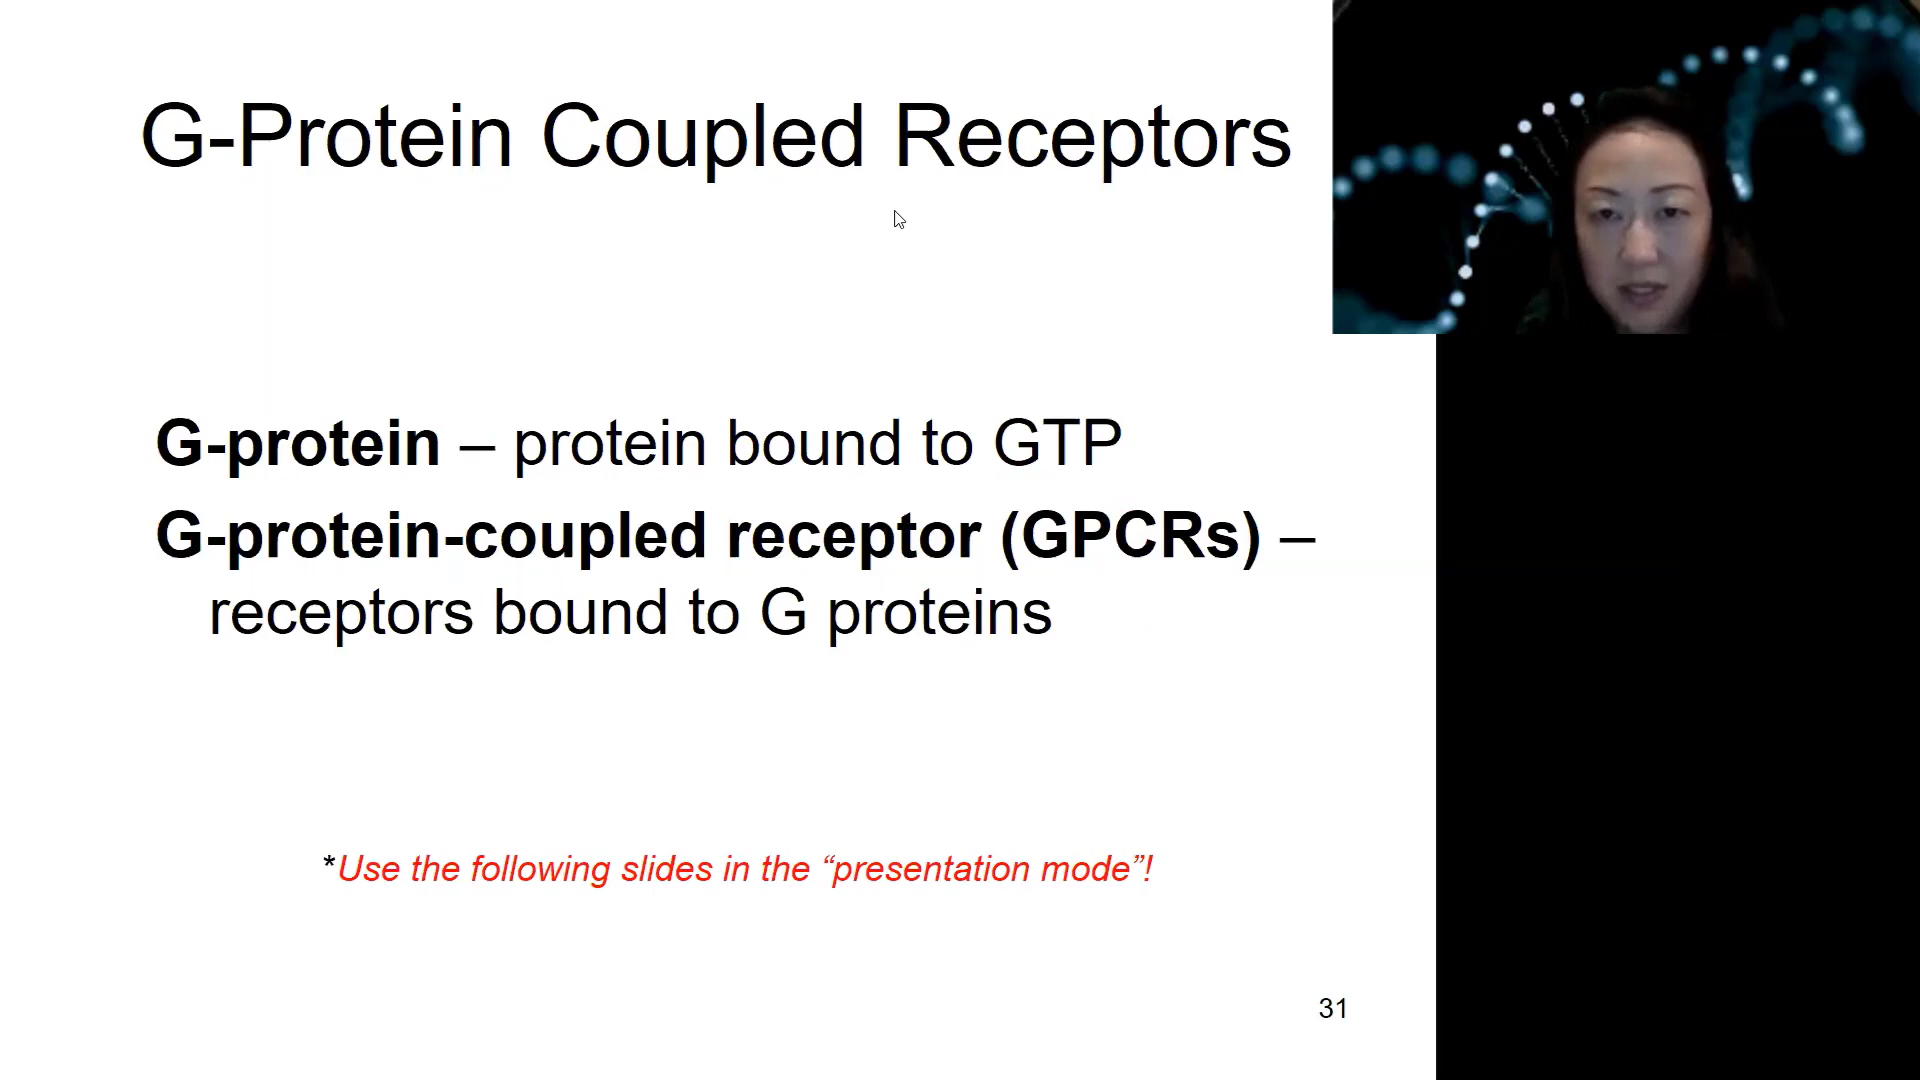 G-Protein Coupled Receptors
G-protein – protein bound to GTP
G-protein-coupled receptor (GPCRs) –
receptors bound to G proteins
*Use the following slides in the “presentation mode”!
31